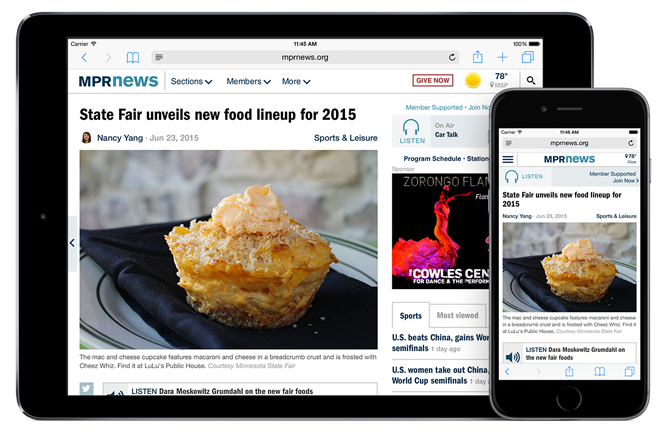 Carrier
11:45 AM
100%
mprnews.org
MPRnews
Sections
Members
More
GIVE NOW
78°
MSP
State Fair unveils new food lineup for 2015
Nancy Yang · Jun 23, 2015
Sports & Leisure
The mac and cheese cupcake features macaroni and cheese in a breadcrumb crust and is frosted with
Cheez Whiz. Find it at LuLu's Public House. Courtesy Minnesota State Fair
LISTEN Dara Moskowitz Grumdahl on the new fair foods
Member Supported · Join No
LISTEN
On Air
Car Talk
Program Schedule · Station
Sponsor
ZORONGO FLAM
THE COWLES CEN
FOR DANCE & THE PERFORM
Sports
Most viewed
U.S. beats China, gains Wor
semifinals 1 day ago
U.S. women take out China,
World Cup semifinals 1 day
Carrier
11:46 AM
mprnews.org
MPRnews
78°
Clear
LISTEN
Member Supported
Join Now
State Fair unveils new food lineup for
2015
Nancy Yang · Jun 23, 2015
Sports & Leisure
The mac and cheese cupcake features macaroni and
cheese in a breadcrumb crust and is frosted with Cheez
Whiz. Find it at LuLu's Public House. Courtesy Minnesota
State Fair
LISTEN Dara Moskowitz Grumdahl on
the new fair foods